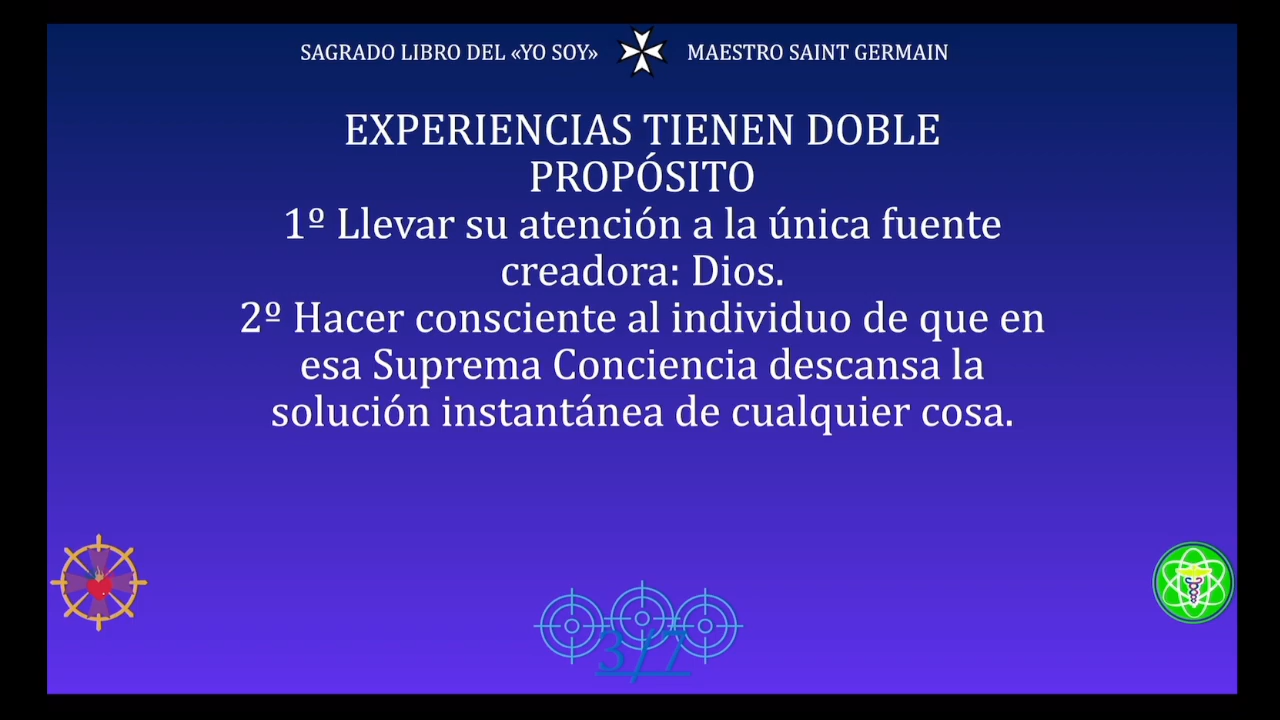 SAGRADO LIBRO DEL «YO SOY» MAESTRO SAINT GERMAIN
EXPERIENCIAS TIENEN DOBLE
PROPÓSITO
1º Llevar su atención a la única fuente
creadora: Dios.
2º Hacer consciente al individuo de que en
esa Suprema Conciencia descansa la
solución instantánea de cualquier cosa.
3/7